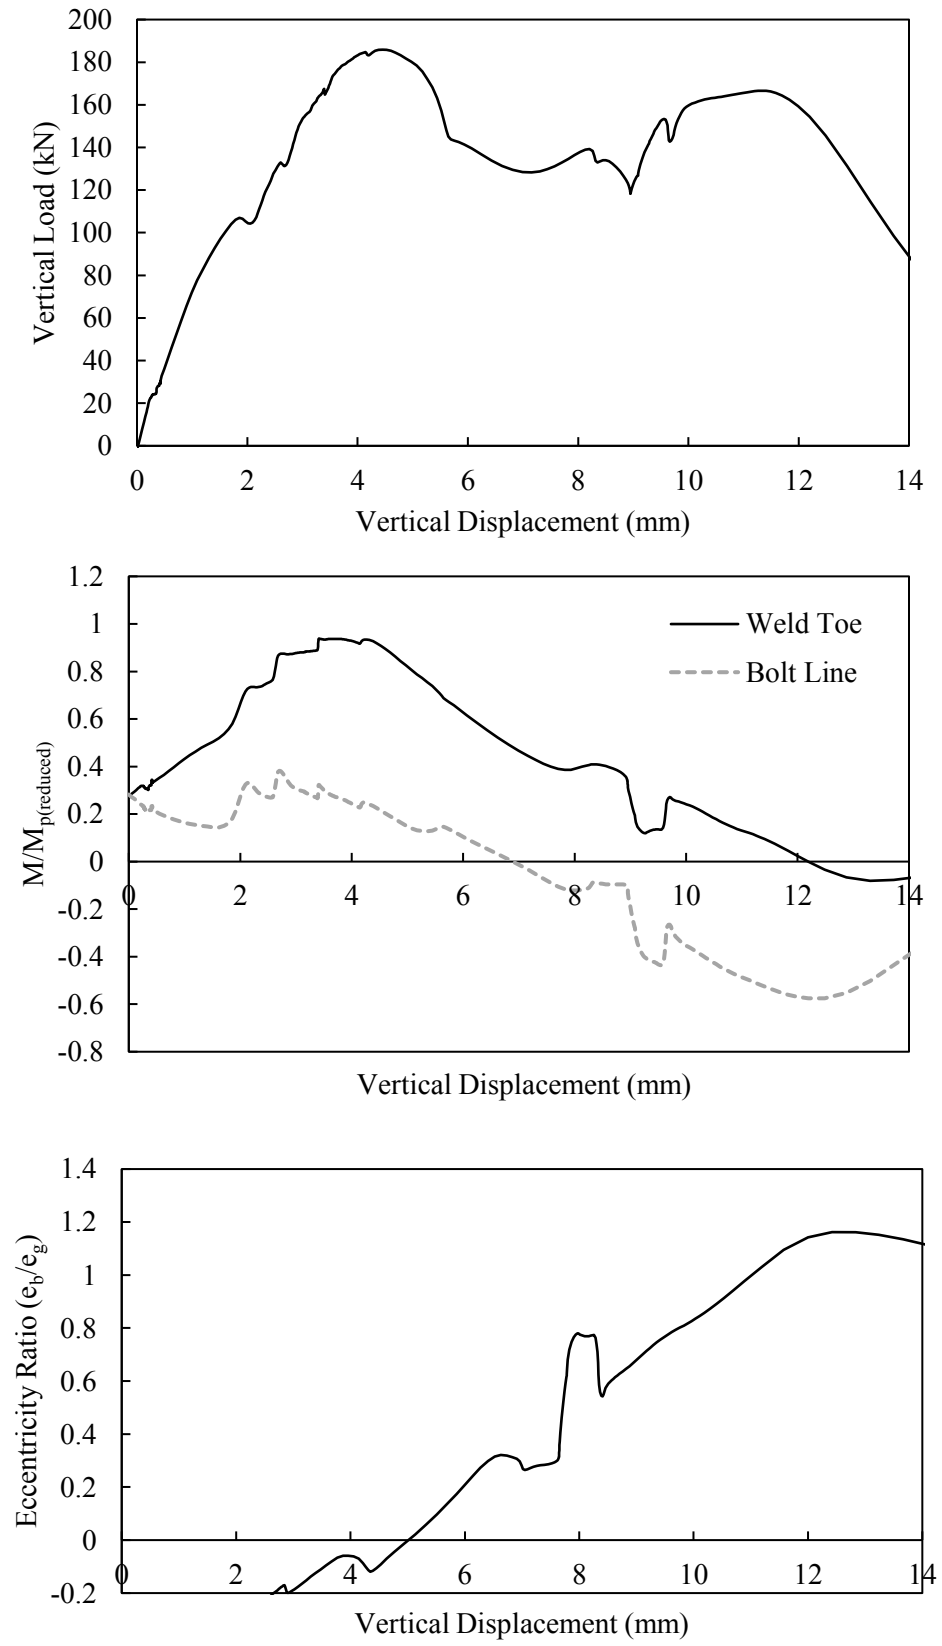 200
180
160
140
120
100
80
60
40
20
0
Vertical Load (kN)
0 2 4 6 8 10 12 14
Vertical Displacement (mm)
1.2
1
0.8
0.6
0.4
0.2
0
-0.2
-0.4
-0.6
-0.8
M/Mp(reduced)
Weld Toe
Bolt Line
0 2 4 6 8 10 12 14
Vertical Displacement (mm)
1.4
1.2
1
0.8
0.6
0.4
0.2
0
-0.2
Eccentricity Ratio (eb/eg)
0 2 4 6 8 10 12 14
Vertical Displacement (mm)